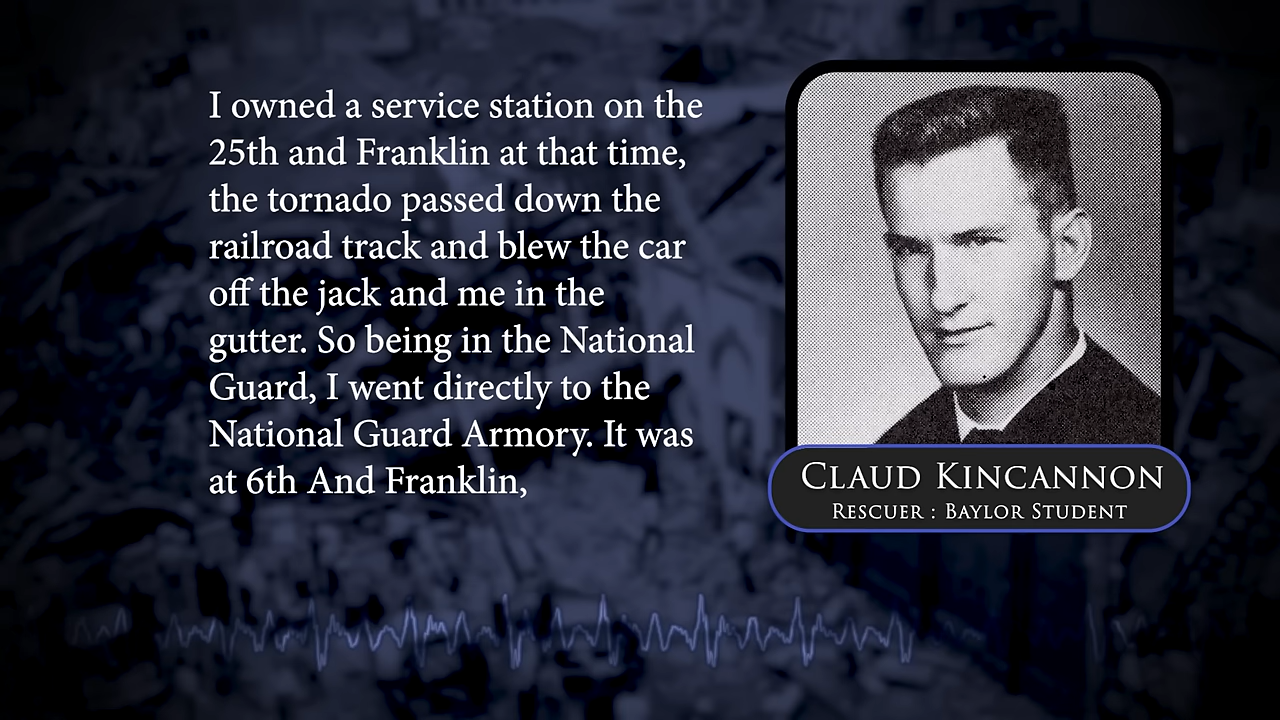 I owned a service station on the
25th and Franklin at that time,
the tornado passed down the
railroad track and blew the car
off the jack and me in the
gutter. So being in the National
Guard, I went directly to the
National Guard Armory. It was
at 6th And Franklin,
Claud Kincannon
Rescuer : Baylor Student